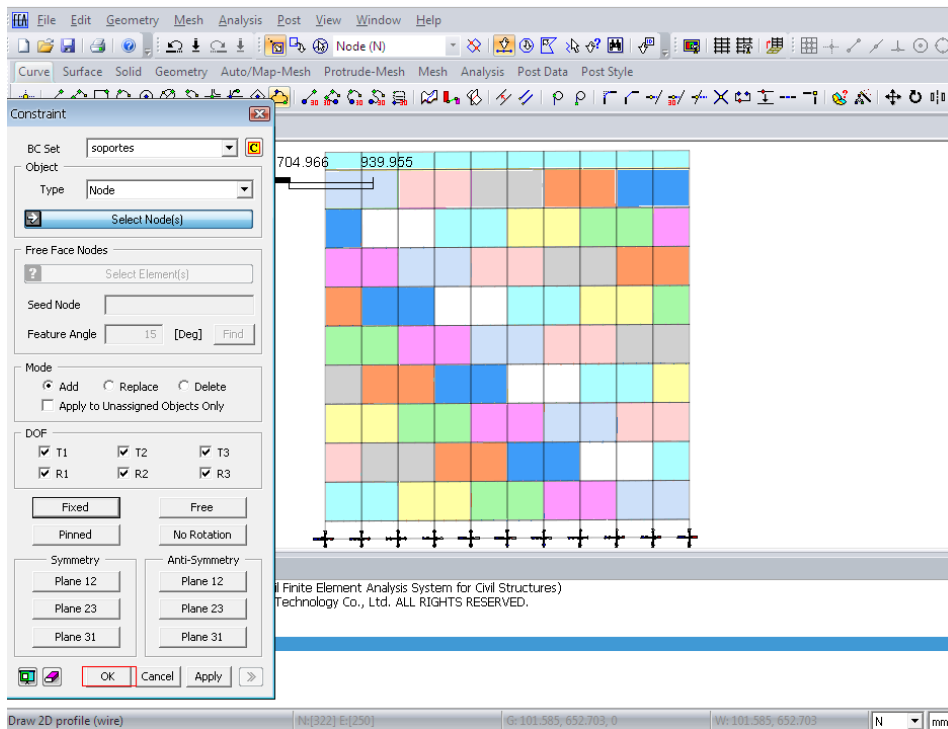 FEA File Edit Geometry Mesh Analysis Post View Window Help
Node (N)
Curve Surface Solid Geometry Auto/Map-Mesh Protrude-Mesh Mesh Analysis Post Data Post Style
Constraint
BC Set soportes C
Object
Type Node
Select Node(s)
Free Face Nodes
? Select Element(s)
Seed Node
Feature Angle 15 [Deg] Find
Mode
Add Replace Delete
Apply to Unassigned Objects Only
DOF
T1 T2 T3
R1 R2 R3
Fixed Free
Pinned No Rotation
Symmetry Anti-Symmetry
Plane 12 Plane 12
Plane 23 Plane 23
Plane 31 Plane 31
OK Cancel Apply >>
704.966 939.955
il Finite Element Analysis System for Civil Structures)
Technology Co., Ltd. ALL RIGHTS RESERVED.
Draw 2D profile (wire) N:[322] E:[250] G: 101.585, 652.703, 0 W: 101.585, 652.703 N mm